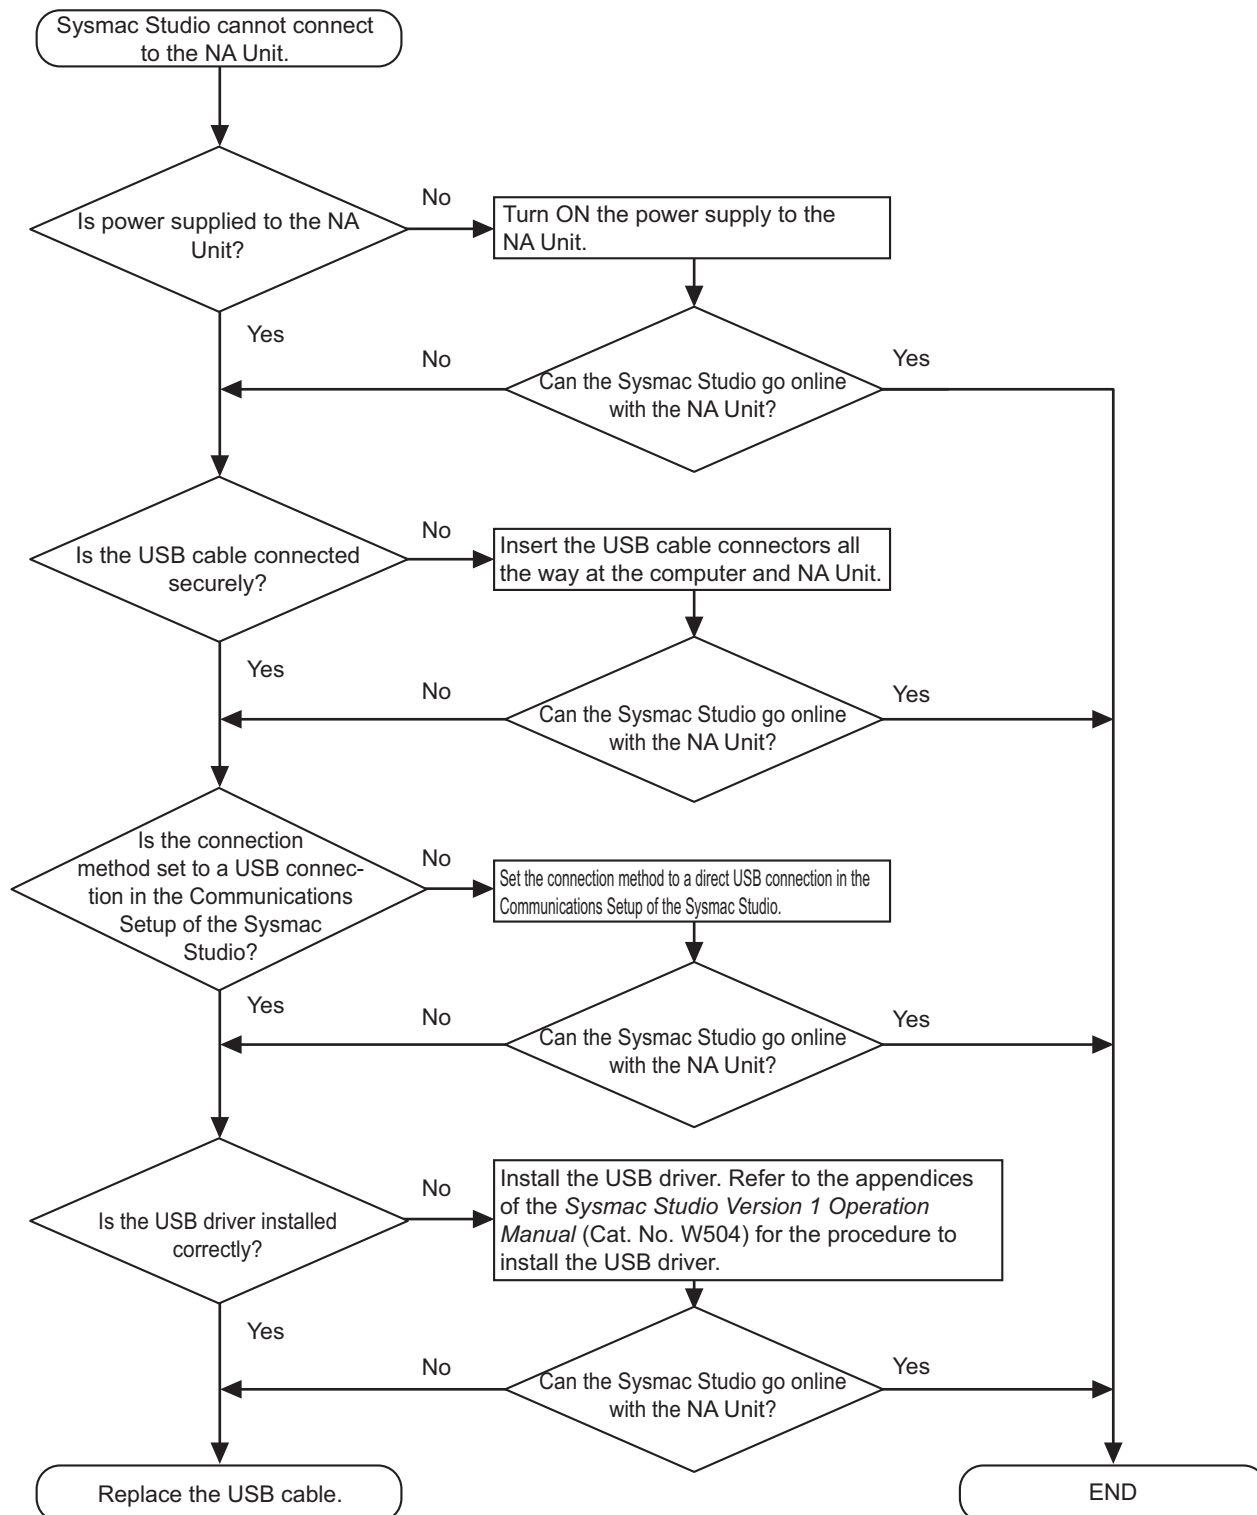 Sysmac Studio cannot connect
to the NA Unit.
Is power supplied to the NA
Unit?
No
Turn ON the power supply to the
NA Unit.
Yes
No
Can the Sysmac Studio go online
with the NA Unit?
Yes
Is the USB cable connected
securely?
No
Insert the USB cable connectors all
the way at the computer and NA Unit.
Yes
No
Can the Sysmac Studio go online
with the NA Unit?
Yes
Is the connection
method set to a USB connec-
tion in the Communications
Setup of the Sysmac
Studio?
No
Set the connection method to a direct USB connection in the
Communications Setup of the Sysmac Studio.
Yes
No
Can the Sysmac Studio go online
with the NA Unit?
Yes
Is the USB driver installed
correctly?
No
Install the USB driver. Refer to the appendices
of the Sysmac Studio Version 1 Operation
Manual (Cat. No. W504) for the procedure to
install the USB driver.
Yes
No
Can the Sysmac Studio go online
with the NA Unit?
Yes
Replace the USB cable.
END